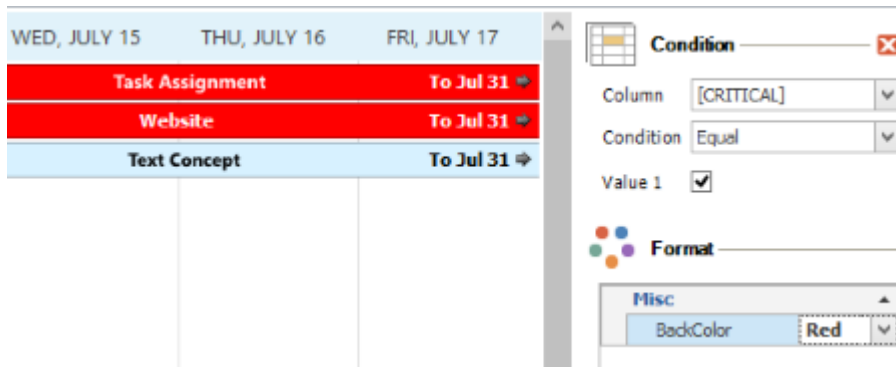 WED, JULY 15 THU, JULY 16 FRI, JULY 17
Task Assignment To Jul 31
Website To Jul 31
Text Concept To Jul 31
Condition
Column [CRITICAL]
Condition Equal
Value 1
Format
Misc
BackColor Red